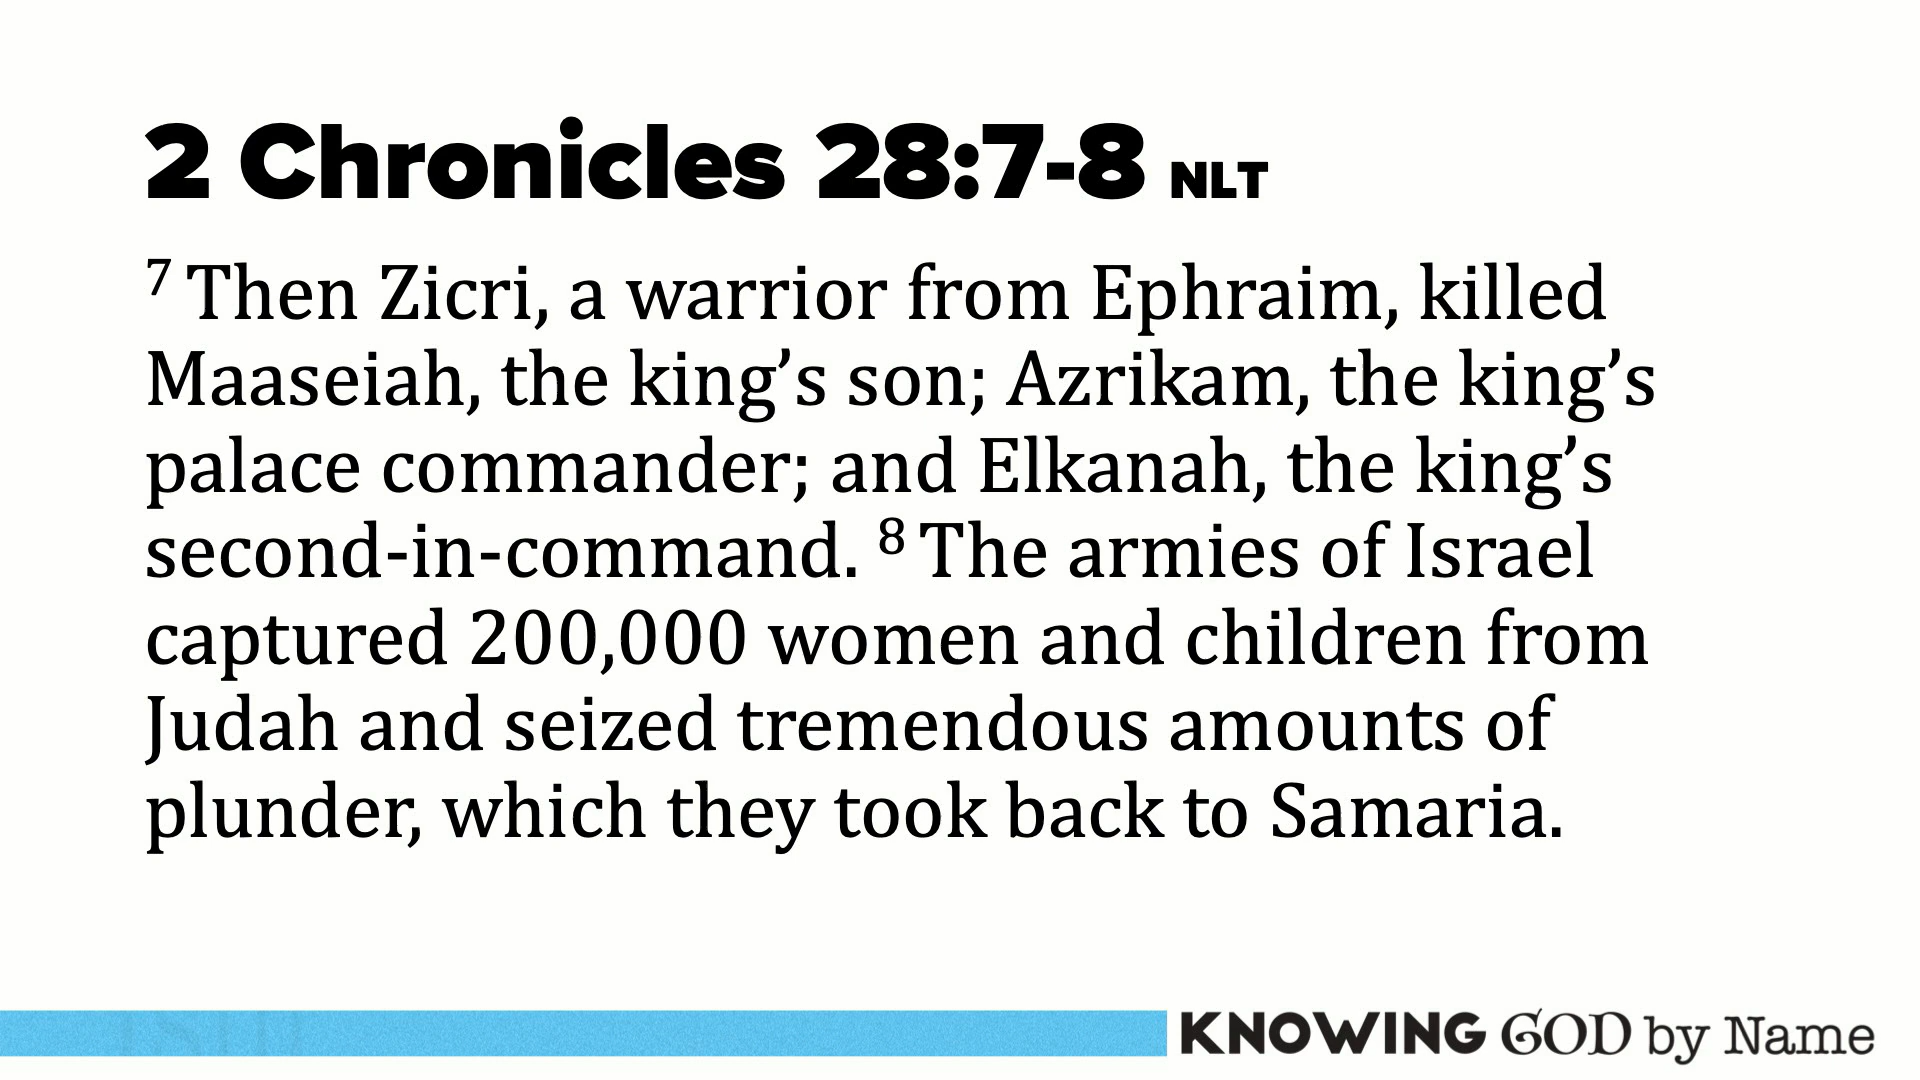 2 Chronicles 28:7-8 NLT
7 Then Zicri, a warrior from Ephraim, killed
Maaseiah, the king’s son; Azrikam, the king’s
palace commander; and Elkanah, the king’s
second-in-command. 8 The armies of Israel
captured 200,000 women and children from
Judah and seized tremendous amounts of
plunder, which they took back to Samaria.
KNOWING GOD by Name